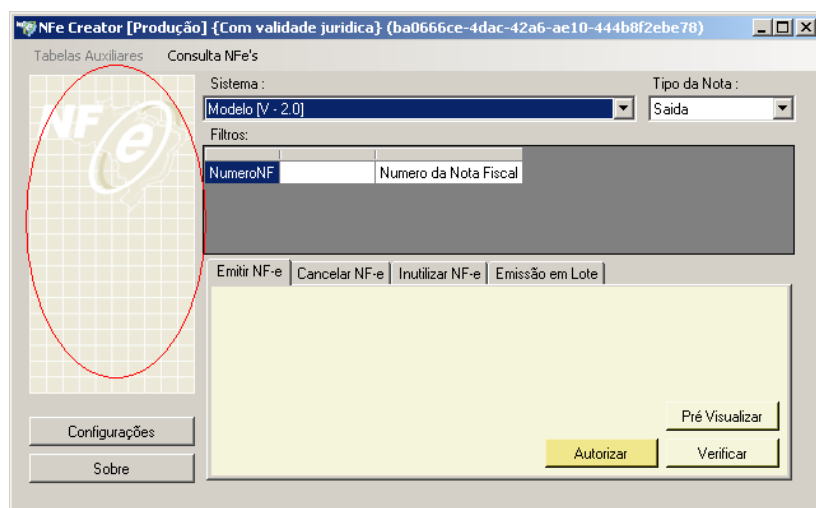 NFe Creator [Produção] {Com validade juridica} (ba0666ce-4dac-42a6-ae10-444b8f2ebe78)
Tabelas Auxiliares Consulta NFe's
Sistema : Tipo da Nota :
Modelo [V - 2.0] Saida
Filtros:
NumeroNF Numero da Nota Fiscal
NF e
Emitir NF-e Cancelar NF-e Inutilizar NF-e Emissão em Lote
Pré Visualizar
Configurações
Autorizar Verificar
Sobre